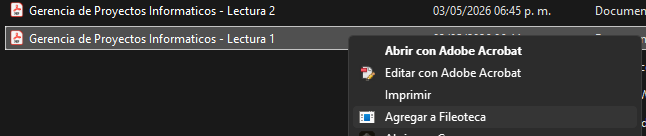 Gerencia de Proyectos Informaticos - Lectura 2 03/05/2026 06:45 p. m. Documen
Gerencia de Proyectos Informaticos - Lectura 1
Abrir con Adobe Acrobat
Editar con Adobe Acrobat
Imprimir
Agregar a Fileoteca